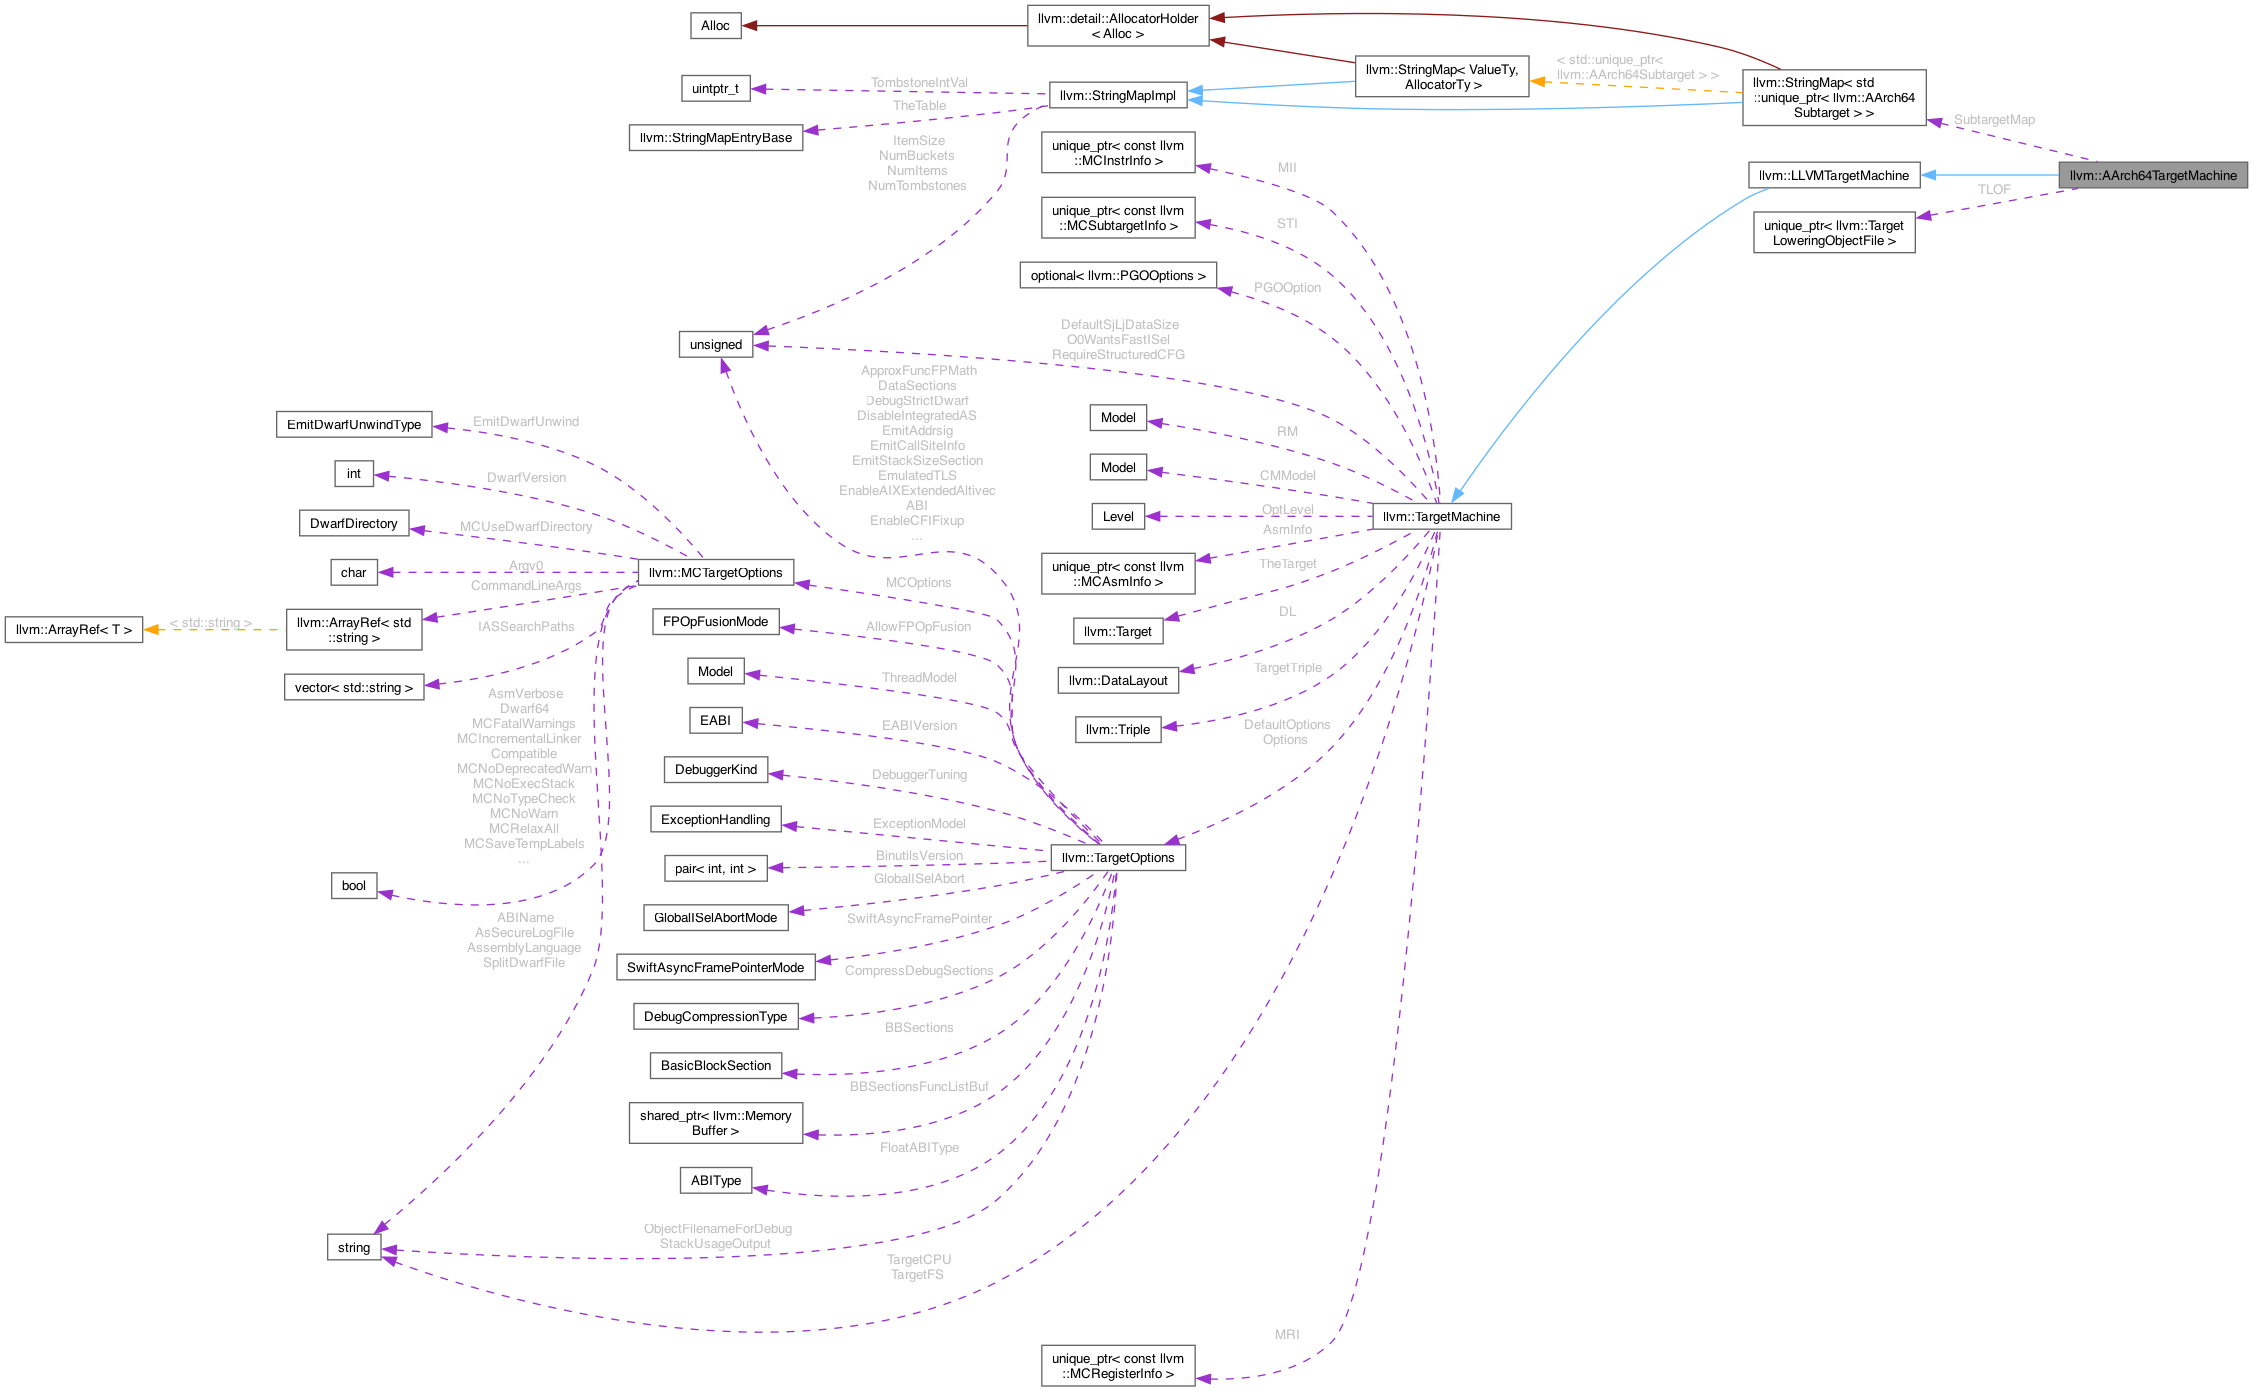 Alloc
llvm::detail::AllocatorHolder
< Alloc >
uintptr_t
TombstoneIntVal
TheTable
llvm::StringMapEntryBase
ItemSize
NumBuckets
NumItems
NumTombstones
llvm::StringMapImpl
llvm::StringMap< ValueTy,
AllocatorTy >
< std::unique_ptr<
llvm::AArch64Subtarget > >
llvm::StringMap< std
::unique_ptr< llvm::AArch64
Subtarget > >
SubtargetMap
llvm::AArch64TargetMachine
llvm::LLVMTargetMachine
TLOF
unique_ptr< llvm::Target
LoweringObjectFile >
unique_ptr< const llvm
::MCInstrInfo >
MII
unique_ptr< const llvm
::MCSubtargetInfo >
STI
optional< llvm::PGOOptions >
PGOOption
unsigned
DefaultSjLjDataSize
O0WantsFastISel
RequireStructuredCFG
ApproxFuncFPMath
DataSections
DebugStrictDwarf
DisableIntegratedAS
EmitAddrsig
EmitCallSiteInfo
EmitStackSizeSection
EmulatedTLS
EnableAIXExtendedAltivec
ABI
EnableCFIFixup
...
Model
RM
Model
CMModel
Level
OptLevel
llvm::TargetMachine
AsmInfo
unique_ptr< const llvm
::MCAsmInfo >
TheTarget
llvm::Target
DL
llvm::DataLayout
TargetTriple
llvm::Triple
DefaultOptions
Options
EmitDwarfUnwindType
EmitDwarfUnwind
int
DwarfVersion
DwarfDirectory
MCUseDwarfDirectory
char
Argv0
llvm::MCTargetOptions
CommandLineArgs
llvm::ArrayRef< T >
< std::string >
llvm::ArrayRef< std
::string >
IASSearchPaths
vector< std::string >
AsmVerbose
Dwarf64
MCFatalWarnings
MCIncrementalLinker
Compatible
MCNoDeprecatedWarn
MCNoExecStack
MCNoTypeCheck
MCNoWarn
MCRelaxAll
MCSaveTempLabels
...
bool
ABIName
AsSecureLogFile
AssemblyLanguage
SplitDwarfFile
string
MCOptions
FPOpFusionMode
AllowFPOpFusion
Model
ThreadModel
EABI
EABIVersion
DebuggerKind
DebuggerTuning
ExceptionHandling
ExceptionModel
llvm::TargetOptions
pair< int, int >
BinutilsVersion
GlobalISelAbort
GlobalISelAbortMode
SwiftAsyncFramePointer
SwiftAsyncFramePointerMode
CompressDebugSections
DebugCompressionType
BBSections
BasicBlockSection
BBSectionsFuncListBuf
shared_ptr< llvm::Memory
Buffer >
FloatABIType
ABIType
ObjectFilenameForDebug
StackUsageOutput
TargetCPU
TargetFS
MRI
unique_ptr< const llvm
::MCRegisterInfo >